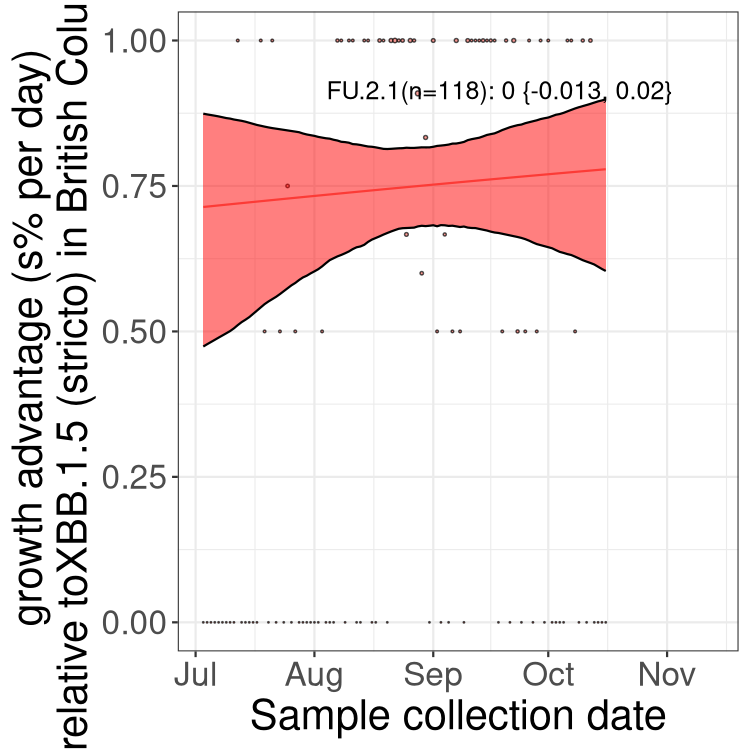 growth advantage (s% per day)
relative toXBB.1.5 (stricto) in British Colu
1.00
0.75
0.50
0.25
0.00
FU.2.1(n=118): 0 {-0.013, 0.02}
Jul Aug Sep Oct Nov
Sample collection date